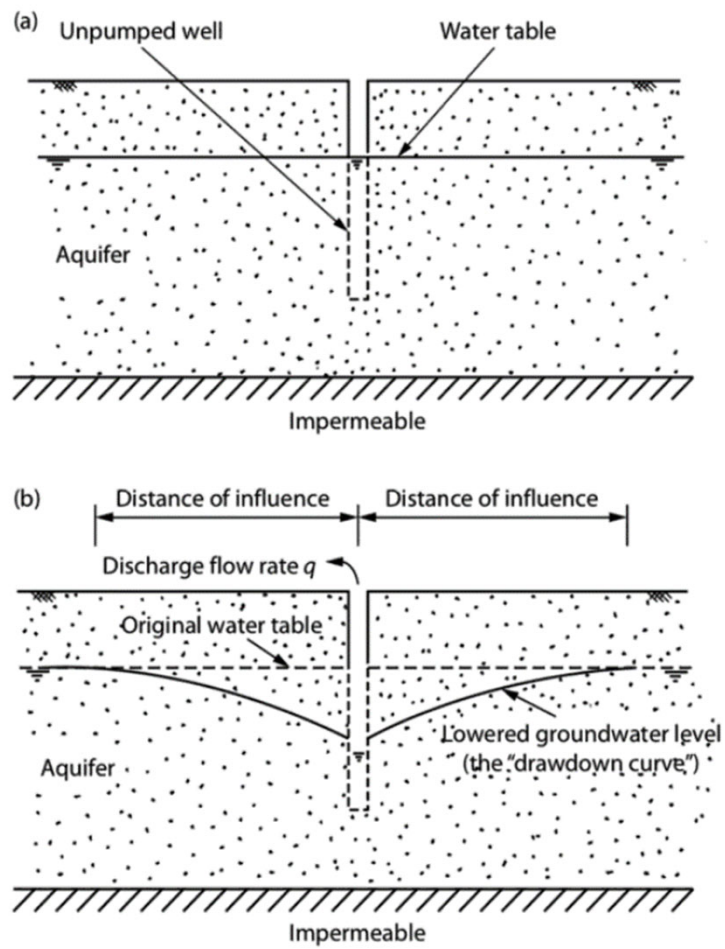 (a)
Unpumped well
Water table
Aquifer
Impermeable
(b)
Distance of influence
Distance of influence
Discharge flow rate q
Original water table
Lowered groundwater level
(the “drawdown curve”)
Aquifer
Impermeable